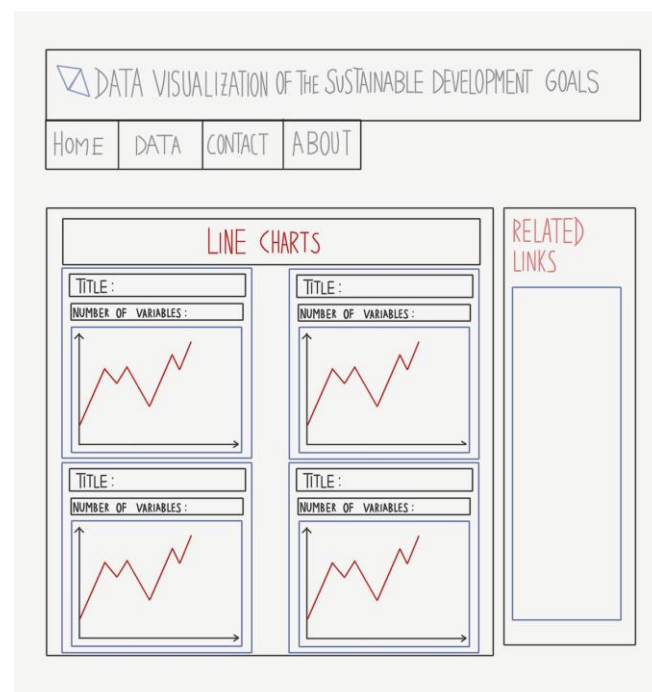 DATA VISUALIZATION OF THE SUSTAINABLE DEVELOPMENT GOALS
HOME DATA CONTACT ABOUT
LINE CHARTS
RELATED
LINKS
TITLE :
NUMBER OF VARIABLES :
TITLE :
NUMBER OF VARIABLES :
TITLE :
NUMBER OF VARIABLES :
TITLE :
NUMBER OF VARIABLES :